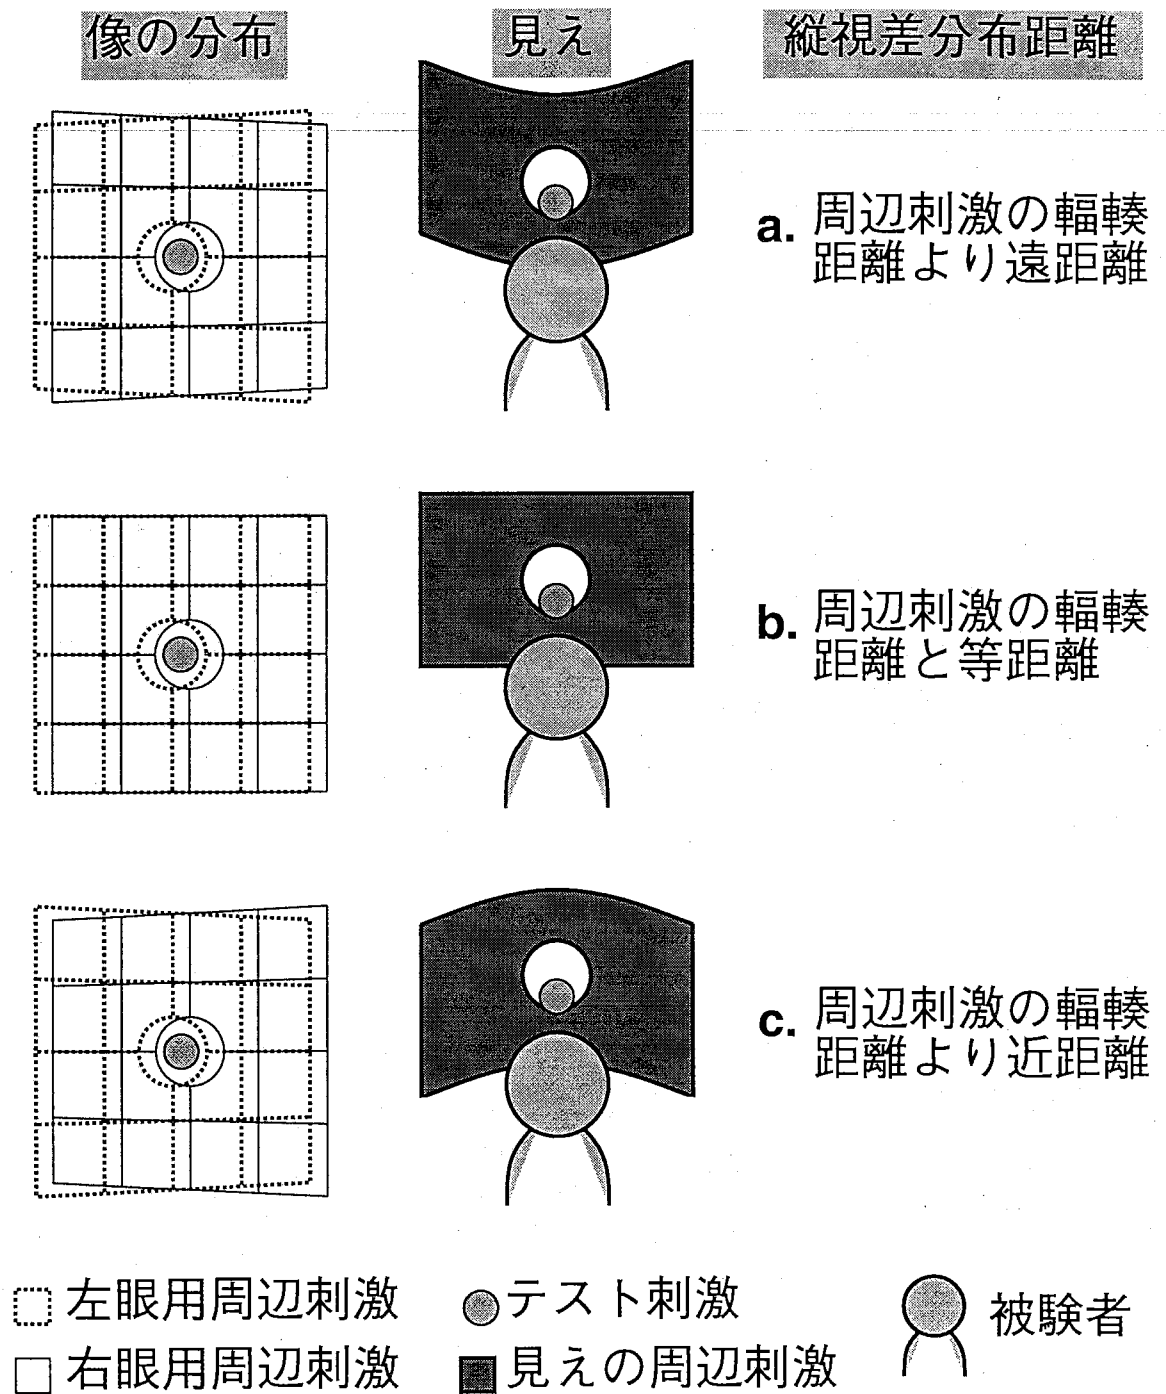 像の分布
見え
縦視差分布距離
a. 周辺刺激の輻輳
距離より遠距離
b. 周辺刺激の輻輳
距離と等距離
c. 周辺刺激の輻輳
距離より近距離
左眼用周辺刺激
テスト刺激
被験者
右眼用周辺刺激
見えの周辺刺激